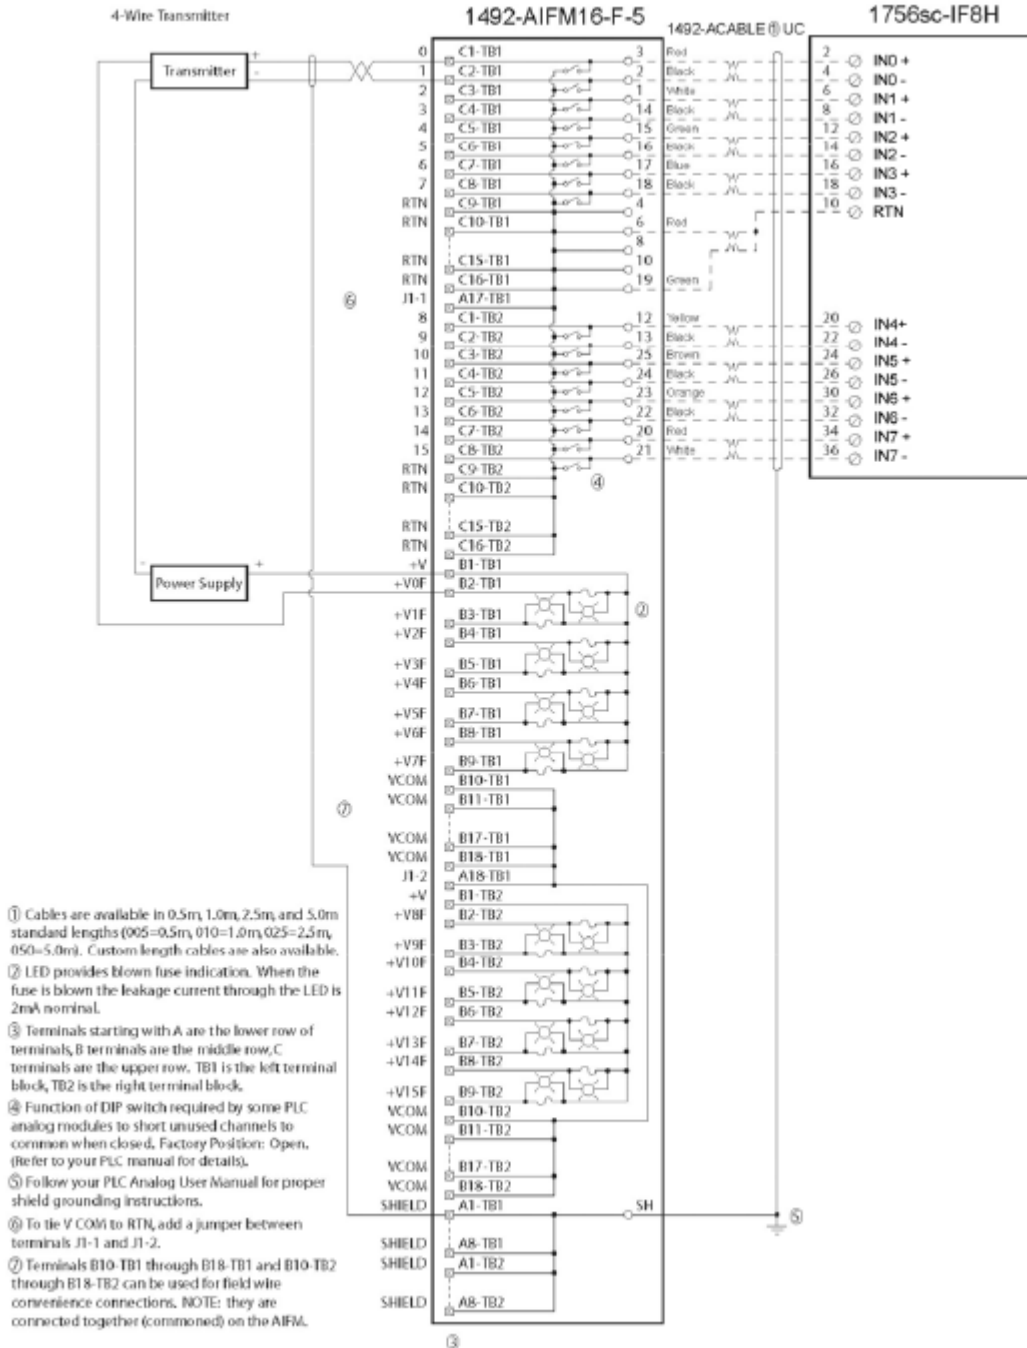 4-Wire Transmitter
1492-AIFM16-F-5
1492-ACABLE ① UC
1756sc-IF8H
Transmitter
+
-
0 C1-TB1 3 Red 2 IN0 +
1 C2-TB1 2 Black 4 IN0 -
2 C3-TB1 1 White 6 IN1 +
3 C4-TB1 14 Black 8 IN1 -
4 C5-TB1 15 Green 12 IN2 +
5 C6-TB1 16 Black 14 IN2 -
6 C7-TB1 17 Blue 16 IN3 +
7 C8-TB1 18 Black 18 IN3 -
RTN C9-TB1 4 10 RTN
RTN C10-TB1 6 Red
8
RTN C15-TB1 10
RTN C16-TB1 19 Green
⑥
J1-1 A17-TB1
8 C1-TB2 12 Yellow 20 IN4+
9 C2-TB2 13 Black 22 IN4 -
10 C3-TB2 25 Brown 24 IN5 +
11 C4-TB2 24 Black 26 IN5 -
12 C5-TB2 23 Orange 30 IN6 +
13 C6-TB2 22 Black 32 IN6 -
14 C7-TB2 20 Red 34 IN7 +
15 C8-TB2 21 White 36 IN7 -
RTN C9-TB2
④
RTN C10-TB2
RTN C15-TB2
RTN C16-TB2
- +
Power Supply
+V B1-TB1
+V0F B2-TB1
②
+V1F B3-TB1
+V2F B4-TB1
+V3F B5-TB1
+V4F B6-TB1
+V5F B7-TB1
+V6F B8-TB1
+V7F B9-TB1
VCOM B10-TB1
VCOM B11-TB1
⑦
VCOM B17-TB1
VCOM B18-TB1
J1-2 A18-TB1
+V B1-TB2
+V8F B2-TB2
+V9F B3-TB2
+V10F B4-TB2
+V11F B5-TB2
+V12F B6-TB2
+V13F B7-TB2
+V14F B8-TB2
+V15F B9-TB2
VCOM B10-TB2
VCOM B11-TB2
VCOM B17-TB2
VCOM B18-TB2
SHIELD A1-TB1 SH
⑤
SHIELD A8-TB1
SHIELD A1-TB2
SHIELD A8-TB2
③
① Cables are available in 0.5m, 1.0m, 2.5m, and 5.0m
standard lengths (005=0.5m, 010=1.0m, 025=2.5m,
050=5.0m). Custom length cables are also available.
② LED provides blown fuse indication. When the
fuse is blown the leakage current through the LED is
2mA nominal.
③ Terminals starting with A are the lower row of
terminals, B terminals are the middle row, C
terminals are the upper row. TB1 is the left terminal
block, TB2 is the right terminal block.
④ Function of DIP switch required by some PLC
analog modules to short unused channels to
common when closed. Factory Position: Open.
(Refer to your PLC manual for details).
⑤ Follow your PLC Analog User Manual for proper
shield grounding instructions.
⑥ To tie V COM to RTN, add a jumper between
terminals J1-1 and J1-2.
⑦ Terminals B10-TB1 through B18-TB1 and B10-TB2
through B18-TB2 can be used for field wire
convenience connections. NOTE: they are
connected together (commoned) on the AIFM.